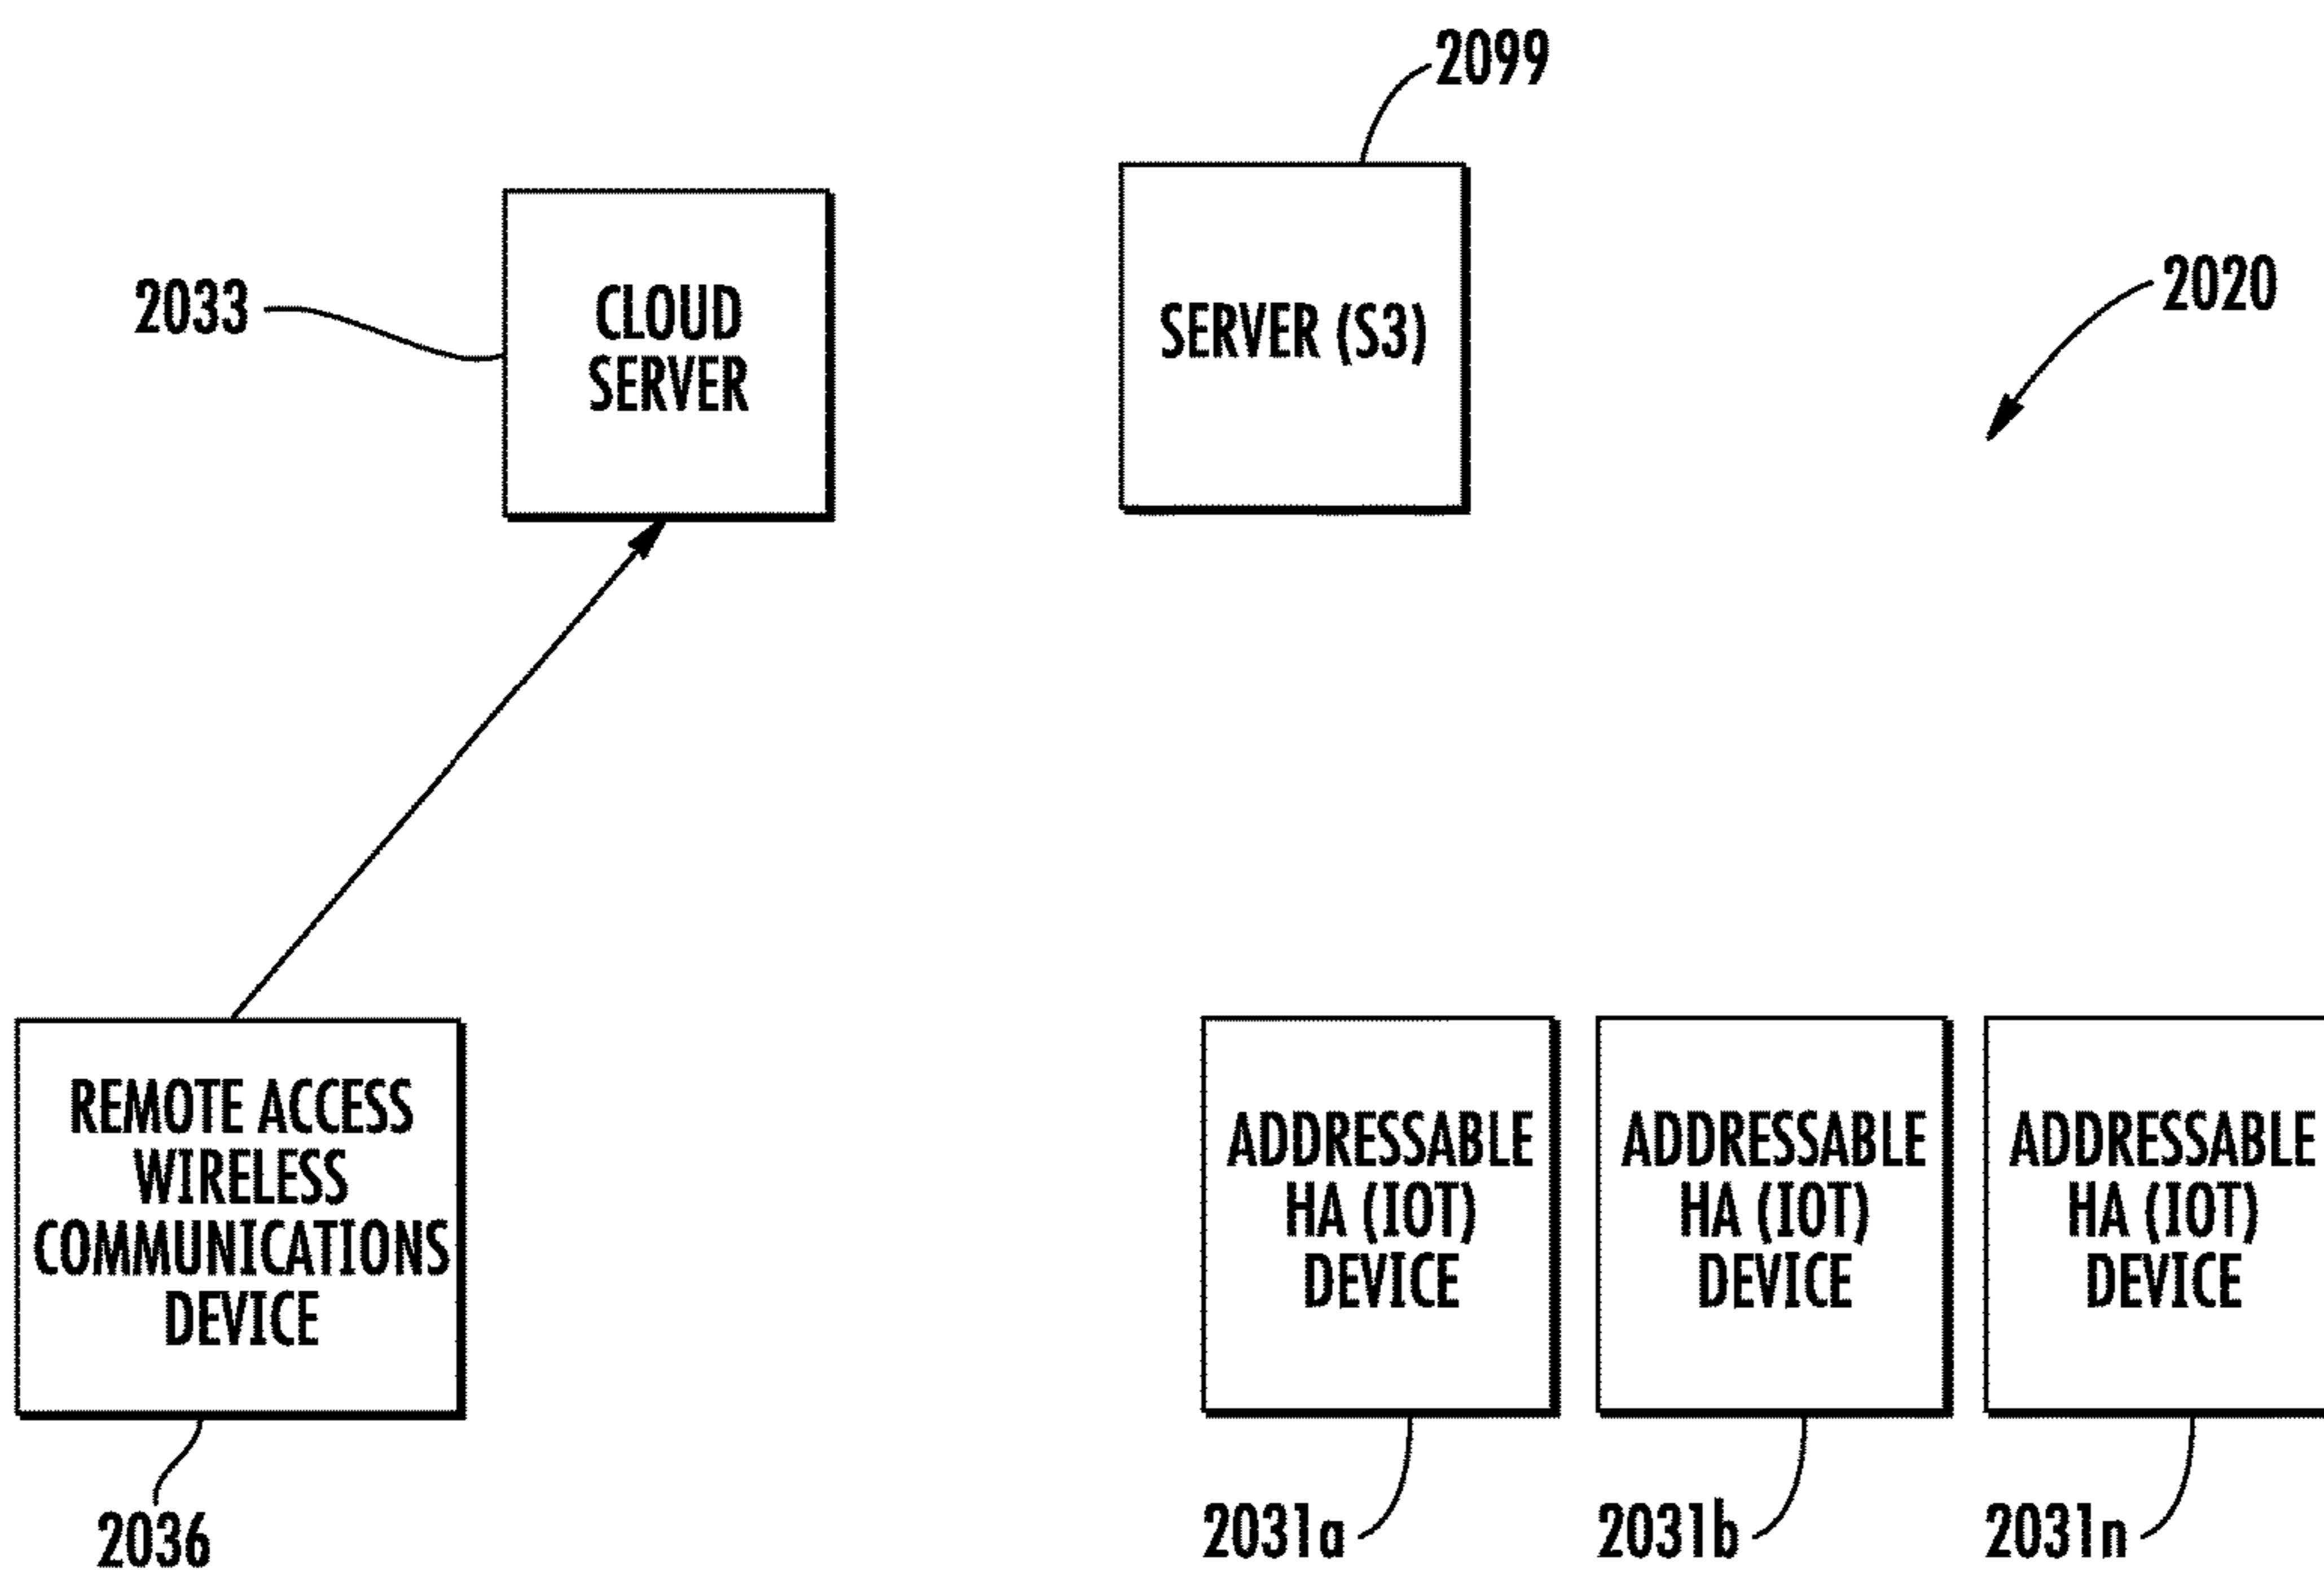 2099
2033
CLOUD
SERVER
SERVER (S3)
2020
REMOTE ACCESS
WIRELESS
COMMUNICATIONS
DEVICE
ADDRESSABLE
HA (IOT)
DEVICE
ADDRESSABLE
HA (IOT)
DEVICE
ADDRESSABLE
HA (IOT)
DEVICE
2036
2031a
2031b
2031n